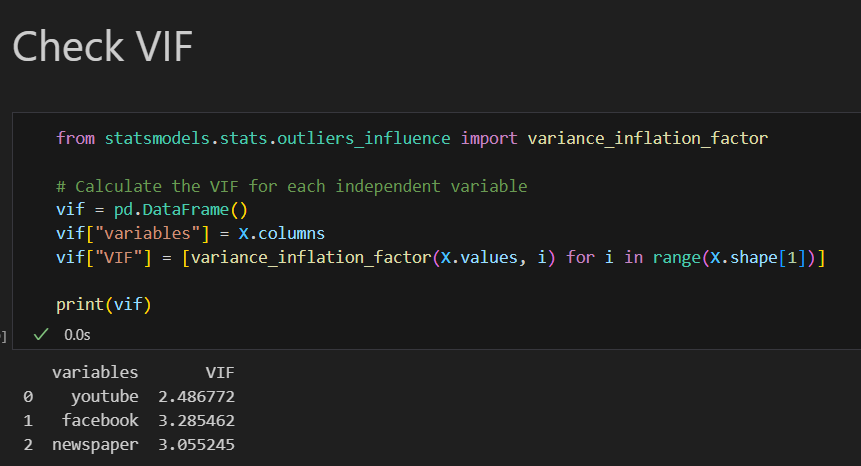 Check VIF
from statsmodels.stats.outliers_influence import variance_inflation_factor
# Calculate the VIF for each independent variable
vif = pd.DataFrame()
vif["variables"] = X.columns
vif["VIF"] = [variance_inflation_factor(X.values, i) for i in range(X.shape[1])]
print(vif)
]
✓ 0.0s
variables VIF
0 youtube 2.486772
1 facebook 3.285462
2 newspaper 3.055245